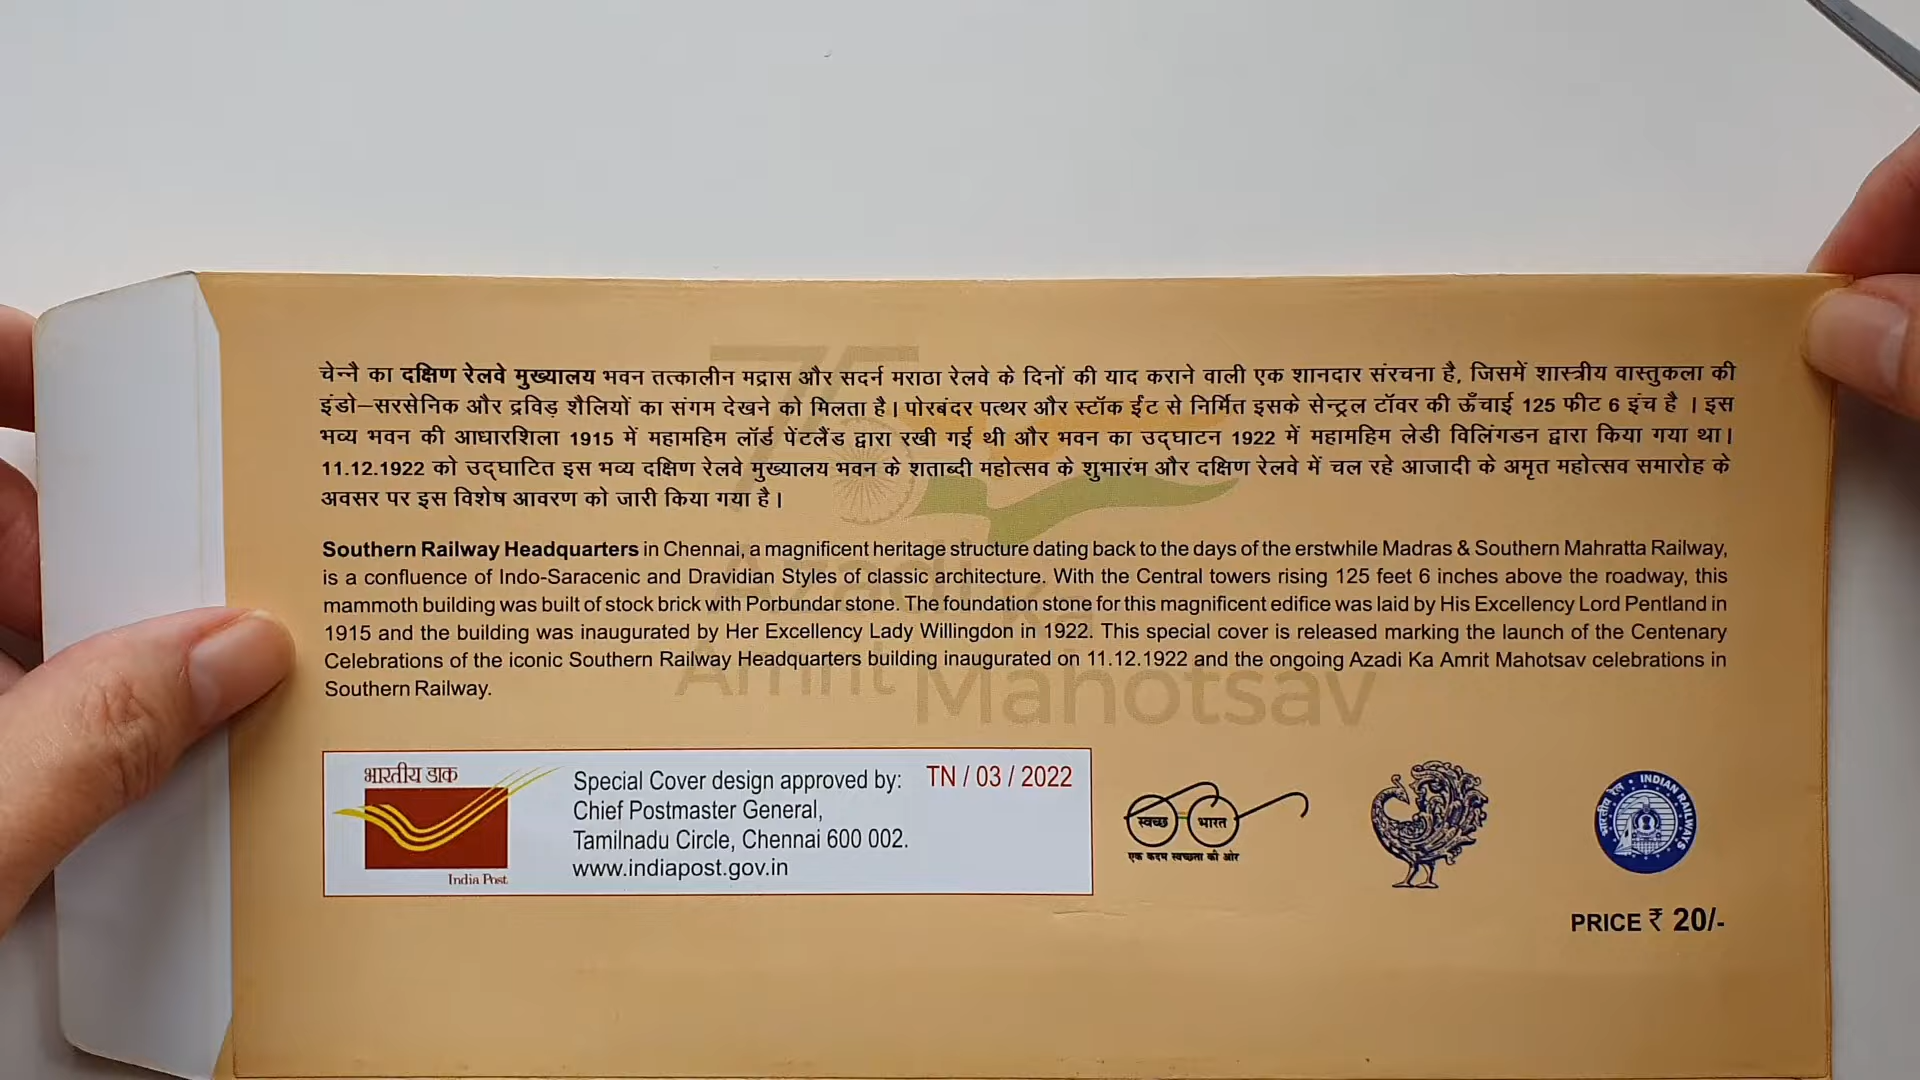 75
चेन्नै का दक्षिण रेलवे मुख्यालय भवन तत्कालीन मद्रास और सदर्न मराठा रेलवे के दिनों की याद कराने वाली एक शानदार संरचना है, जिसमें शास्त्रीय वास्तुकला की
इंडो–सरसेनिक और द्रविड़ शैलियों का संगम देखने को मिलता है। पोरबंदर पत्थर और स्टॉक ईंट से निर्मित इसके सेन्ट्रल टॉवर की ऊँचाई 125 फीट 6 इंच है । इस
भव्य भवन की आधारशिला 1915 में महामहिम लॉर्ड पेंटलैंड द्वारा रखी गई थी और भवन का उद्घाटन 1922 में महामहिम लेडी विलिंगडन द्वारा किया गया था।
11.12.1922 को उद्घाटित इस भव्य दक्षिण रेलवे मुख्यालय भवन के शताब्दी महोत्सव के शुभारंभ और दक्षिण रेलवे में चल रहे आजादी के अमृत महोत्सव समारोह के
अवसर पर इस विशेष आवरण को जारी किया गया है।
Southern Railway Headquarters in Chennai, a magnificent heritage structure dating back to the days of the erstwhile Madras & Southern Mahratta Railway,
is a confluence of Indo-Saracenic and Dravidian Styles of classic architecture. With the Central towers rising 125 feet 6 inches above the roadway, this
mammoth building was built of stock brick with Porbundar stone. The foundation stone for this magnificent edifice was laid by His Excellency Lord Pentland in
1915 and the building was inaugurated by Her Excellency Lady Willingdon in 1922. This special cover is released marking the launch of the Centenary
Celebrations of the iconic Southern Railway Headquarters building inaugurated on 11.12.1922 and the ongoing Azadi Ka Amrit Mahotsav celebrations in
Southern Railway.
Azadi
Ka
Amrit Mahotsav
भारतीय डाक
India Post
Special Cover design approved by: TN / 03 / 2022
Chief Postmaster General,
Tamilnadu Circle, Chennai 600 002.
www.indiapost.gov.in
स्वच्छ भारत
एक कदम स्वच्छता की ओर
भारतीय रेल INDIAN RAILWAYS
PRICE ₹ 20/-